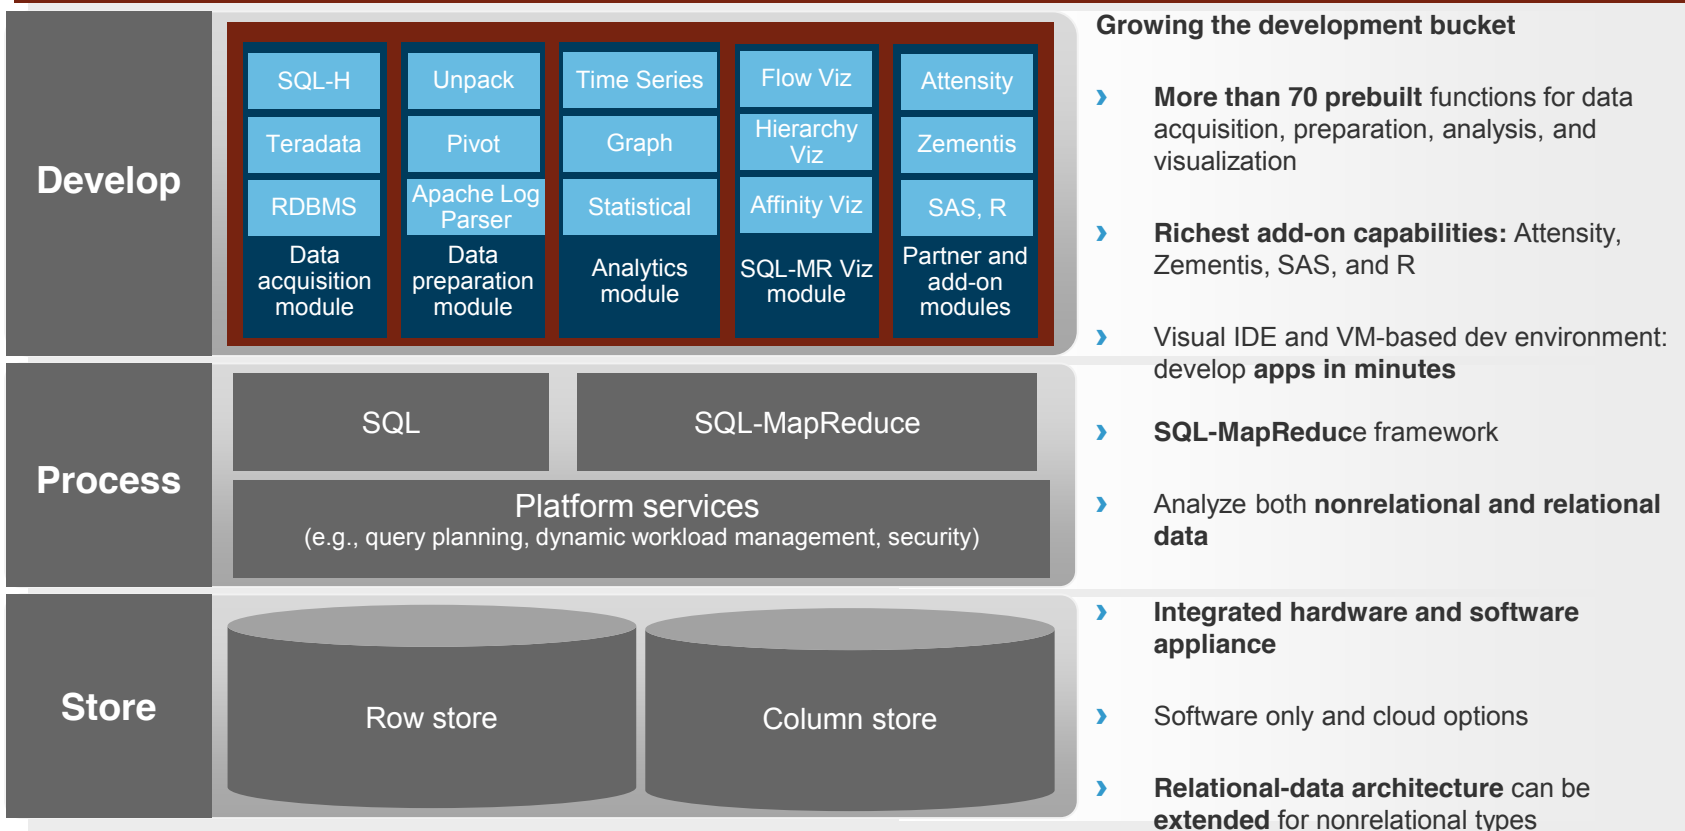 Develop
SQL-H
Teradata
RDBMS
Data
acquisition
module
Unpack
Pivot
Apache Log
Parser
Data
preparation
module
Time Series
Graph
Statistical
Analytics
module
Flow Viz
Hierarchy
Viz
Affinity Viz
SQL-MR Viz
module
Attensity
Zementis
SAS, R
Partner and
add-on
modules
Process
SQL
SQL-MapReduce
Platform services
(e.g., query planning, dynamic workload management, security)
Store
Row store
Column store
Growing the development bucket
› More than 70 prebuilt functions for data
acquisition, preparation, analysis, and
visualization
› Richest add-on capabilities: Attensity,
Zementis, SAS, and R
› Visual IDE and VM-based dev environment:
develop apps in minutes
› SQL-MapReduce framework
› Analyze both nonrelational and relational
data
› Integrated hardware and software
appliance
› Software only and cloud options
› Relational-data architecture can be
extended for nonrelational types